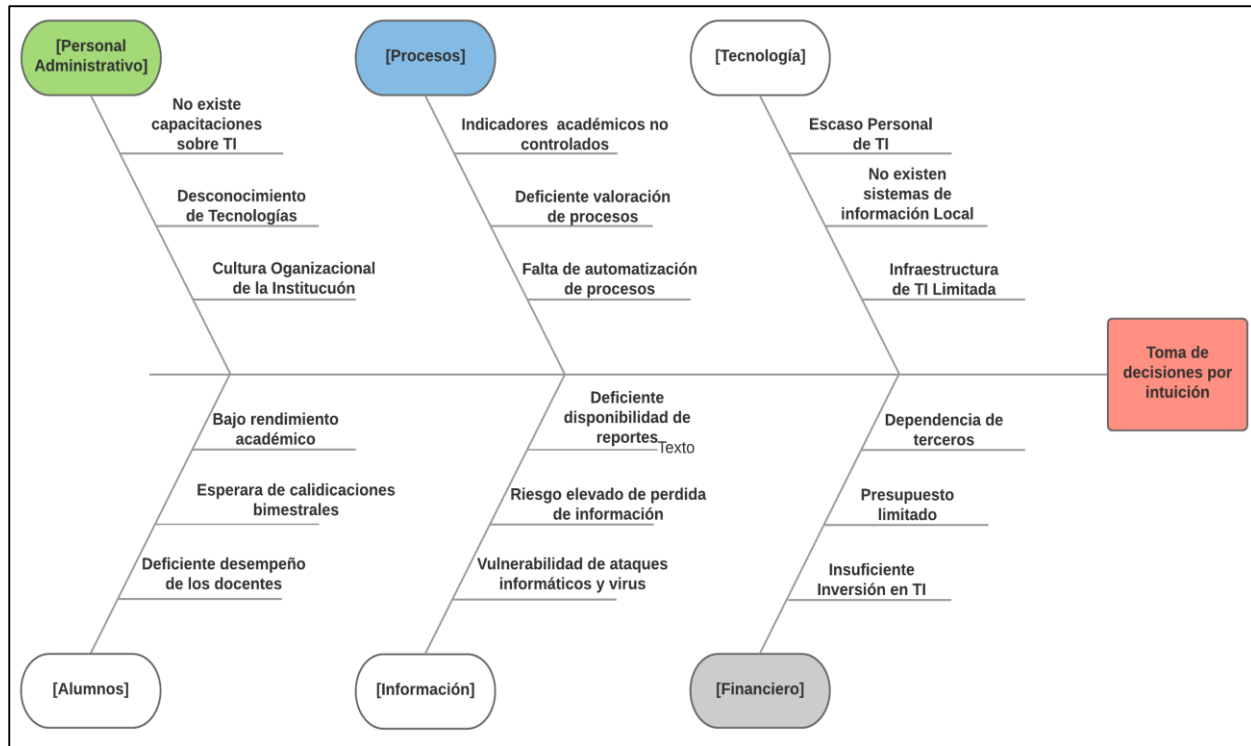 [Personal
Administrativo]
[Procesos]
[Tecnología]
No existe
capacitaciones
sobre TI
Desconocimiento
de Tecnologías
Cultura Oganizacional
de la Institucuón
Indicadores académicos no
controlados
Deficiente valoración
de procesos
Falta de automatización
de procesos
Escaso Personal
de TI
No existen
sistemas de
información Local
Infraestructura
de TI Limitada
Toma de
decisiones por
intuición
Bajo rendimiento
académico
Esperara de calidicaciones
bimestrales
Deficiente desempeño
de los docentes
Deficiente
disponibilidad de
reportes
Texto
Riesgo elevado de perdida
de información
Vulnerabilidad de ataques
informáticos y virus
Dependencia de
terceros
Presupuesto
limitado
Insuficiente
Inversión en TI
[Alumnos]
[Información]
[Financiero]